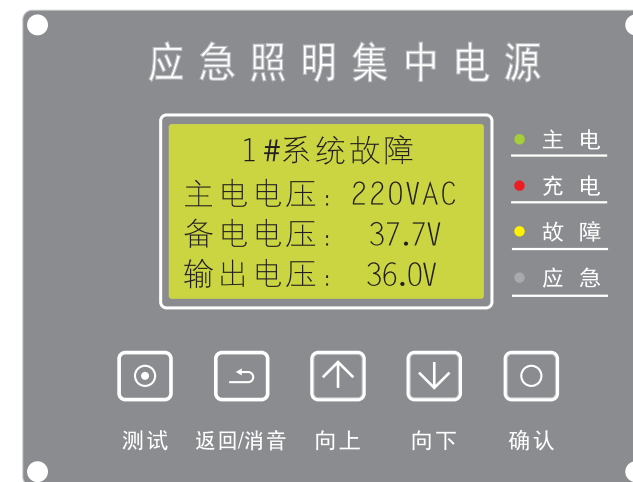 应急照明集中电源
1#系统故障
主电电压: 220VAC
备电电压: 37.7V
输出电压: 36.0V
主电
充电
故障
应急
测试 返回/消音 向上 向下 确认